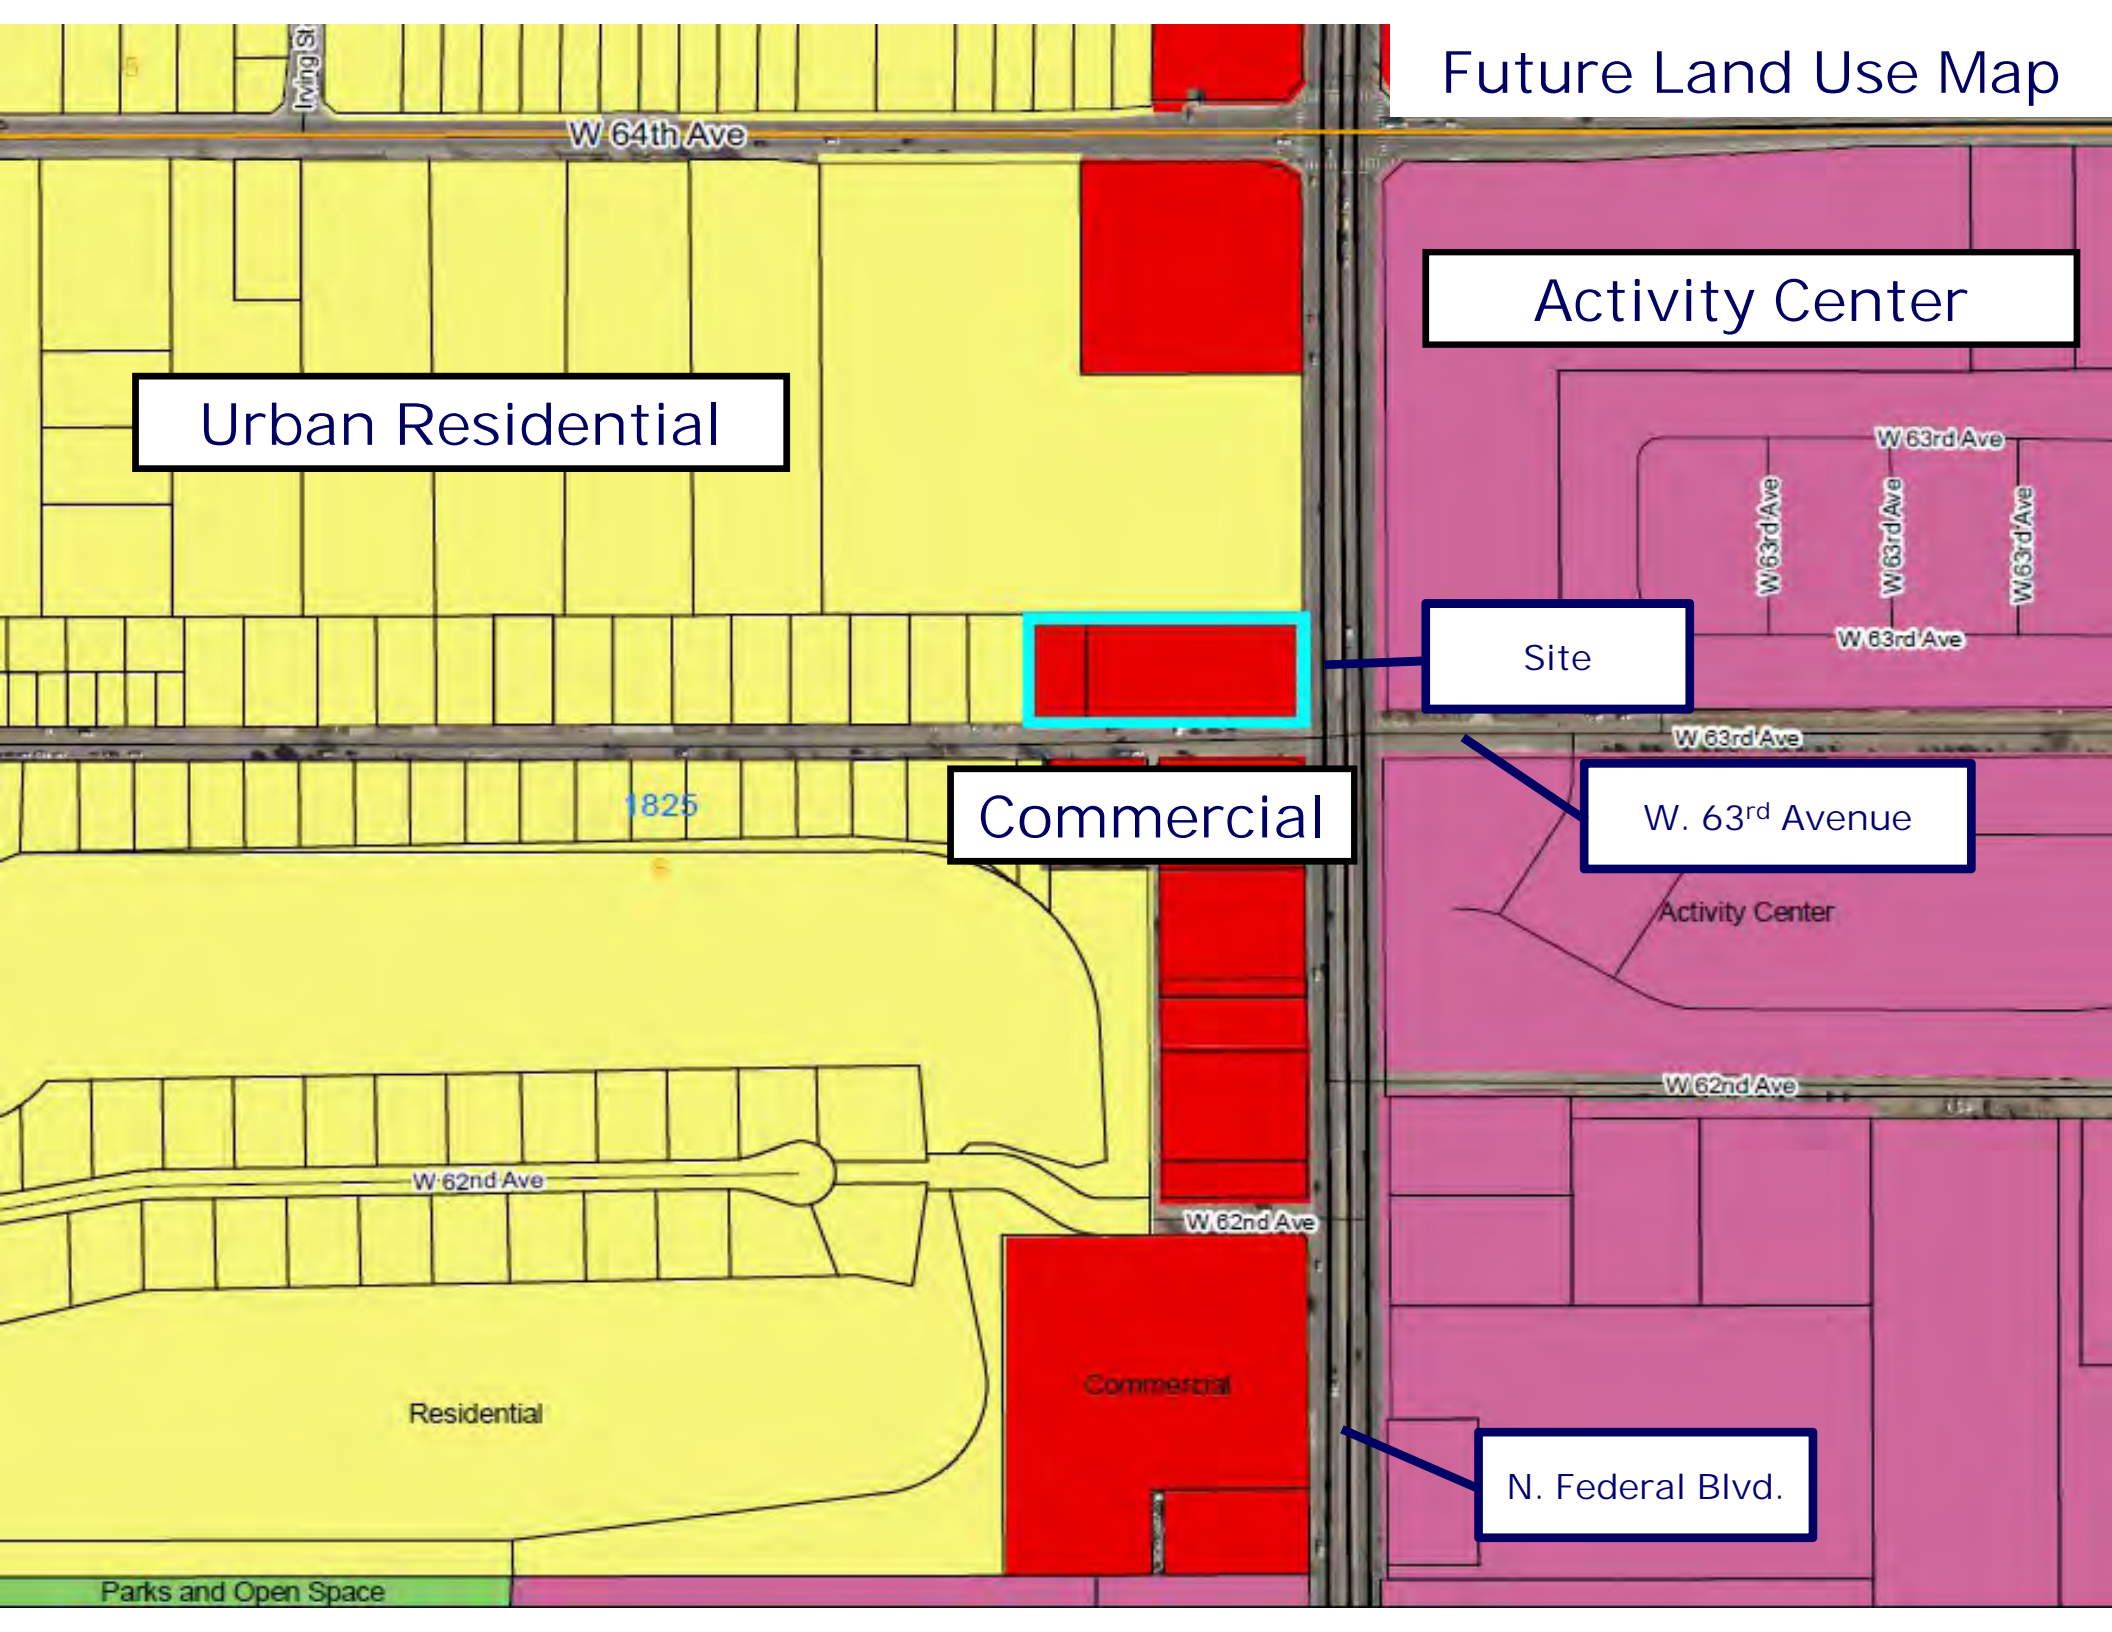 Future Land Use Map
Irving St
5
W 64th Ave
Activity Center
Urban Residential
W 63rd Ave
W 63rd Ave
W 63rd Ave
W 63rd Ave
W 63rd Ave
Site
W 63rd Ave
1825
Commercial
W. 63rd Avenue
Activity Center
W 62nd Ave
W 62nd Ave
W 62nd Ave
Commercial
Residential
N. Federal Blvd.
Parks and Open Space